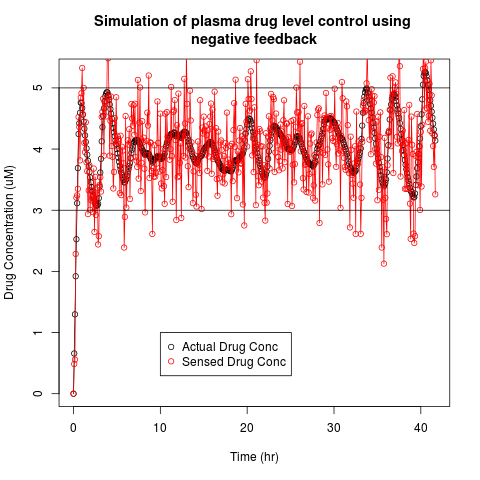 Simulation of plasma drug level control using
negative feedback
Drug Concentration (uM)
5
4
3
2
1
0
Actual Drug Conc
Sensed Drug Conc
0 10 20 30 40
Time (hr)